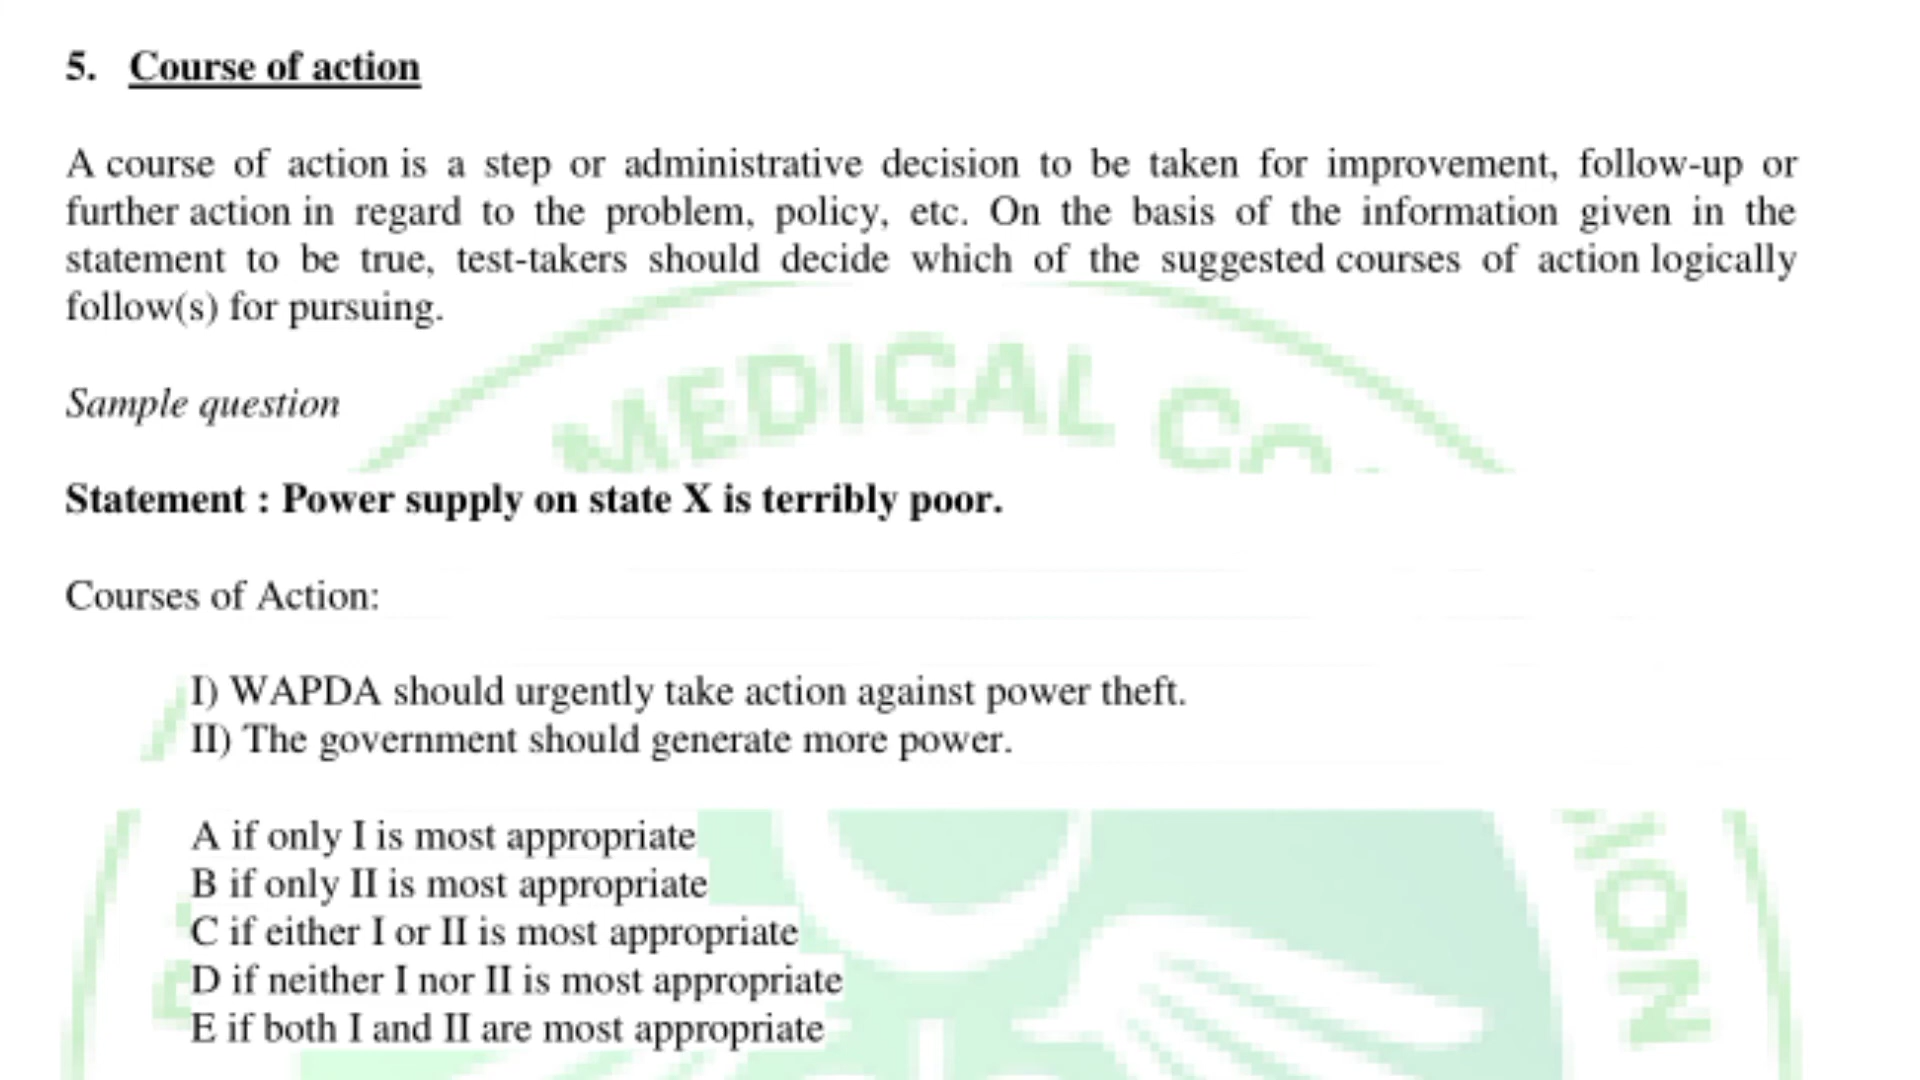 5. Course of action
A course of action is a step or administrative decision to be taken for improvement, follow-up or
further action in regard to the problem, policy, etc. On the basis of the information given in the
statement to be true, test-takers should decide which of the suggested courses of action logically
follow(s) for pursuing.
Sample question
MEDICAL CO
Statement : Power supply on state X is terribly poor.
Courses of Action:
I) WAPDA should urgently take action against power theft.
II) The government should generate more power.
A if only I is most appropriate
B if only II is most appropriate
C if either I or II is most appropriate
D if neither I nor II is most appropriate
E if both I and II are most appropriate
ION